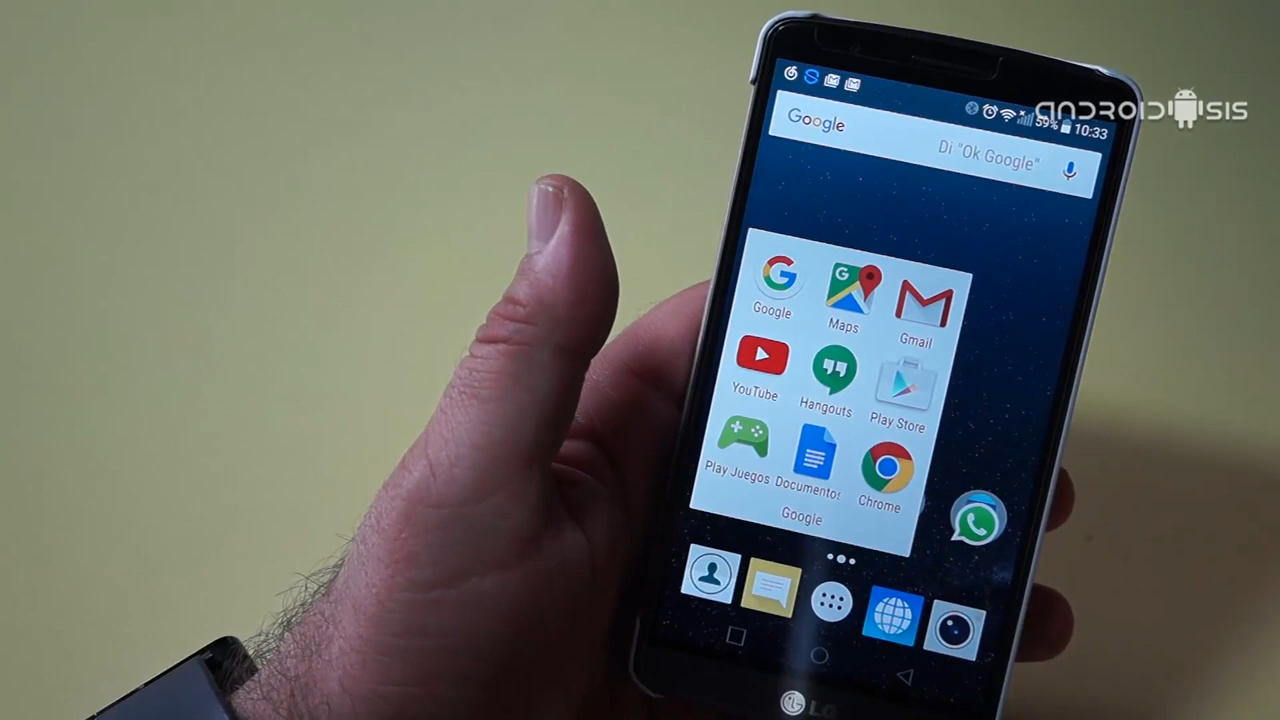 ANDROIDSIS
59% 10:33
Google
Di "Ok Google"
Google Maps Gmail
YouTube Hangouts Play Store
Play Juegos Documentos Chrome
Google
LG